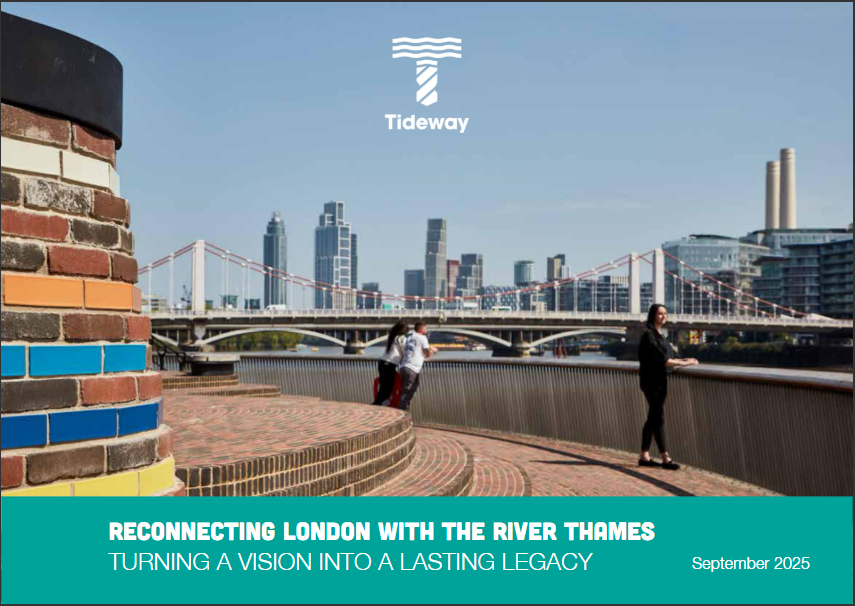 Tideway
RECONNECTING LONDON WITH THE RIVER THAMES
TURNING A VISION INTO A LASTING LEGACY
September 2025